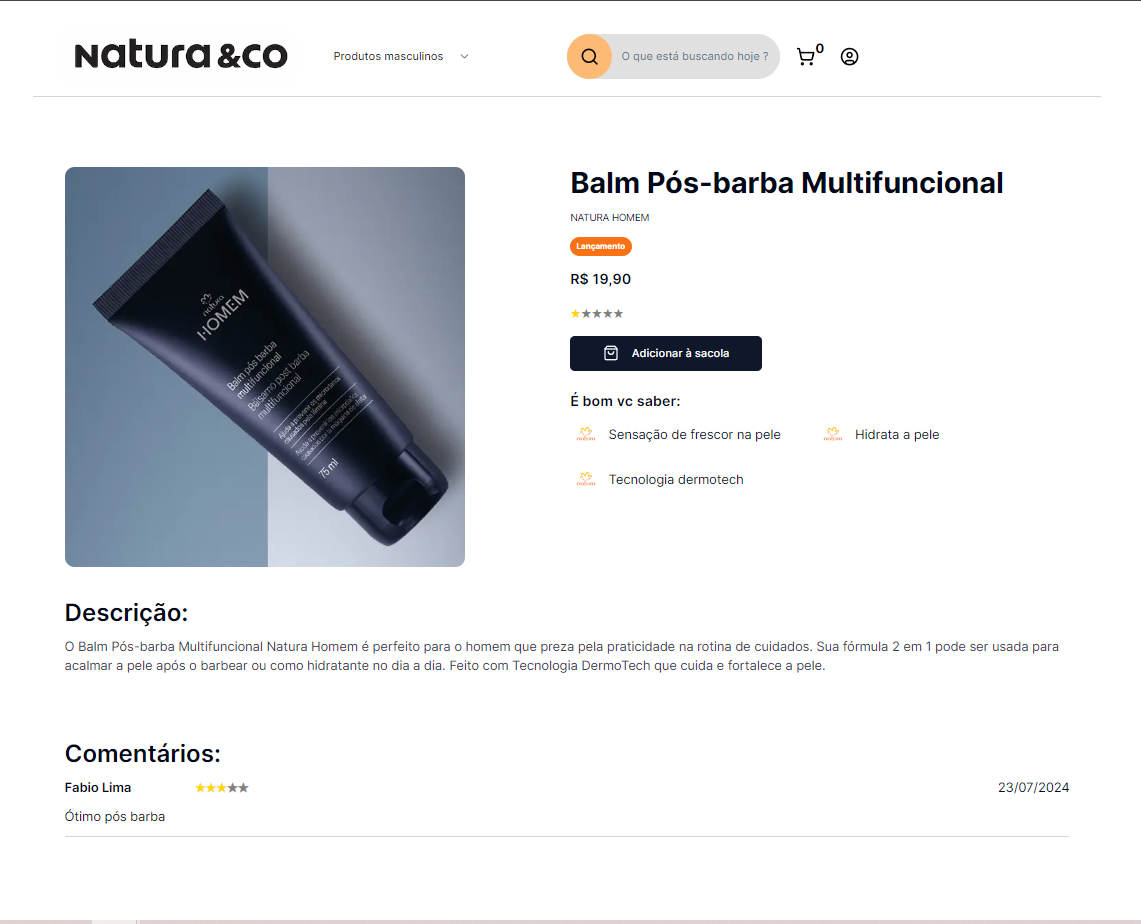 natura &co
Produtos masculinos
O que está buscando hoje ?
0
natura
HOMEM
Balm pós barba
multifuncional
Bálsamo post barba
multifuncional
75 ml
Balm Pós-barba Multifuncional
NATURA HOMEM
Lançamento
R$ 19,90
Adicionar à sacola
É bom vc saber:
natura
Sensação de frescor na pele
natura
Hidrata a pele
natura
Tecnologia dermotech
Descrição:
O Balm Pós-barba Multifuncional Natura Homem é perfeito para o homem que preza pela praticidade na rotina de cuidados. Sua fórmula 2 em 1 pode ser usada para
acalmar a pele após o barbear ou como hidratante no dia a dia. Feito com Tecnologia DermoTech que cuida e fortalece a pele.
Comentários:
Fabio Lima
23/07/2024
Ótimo pós barba